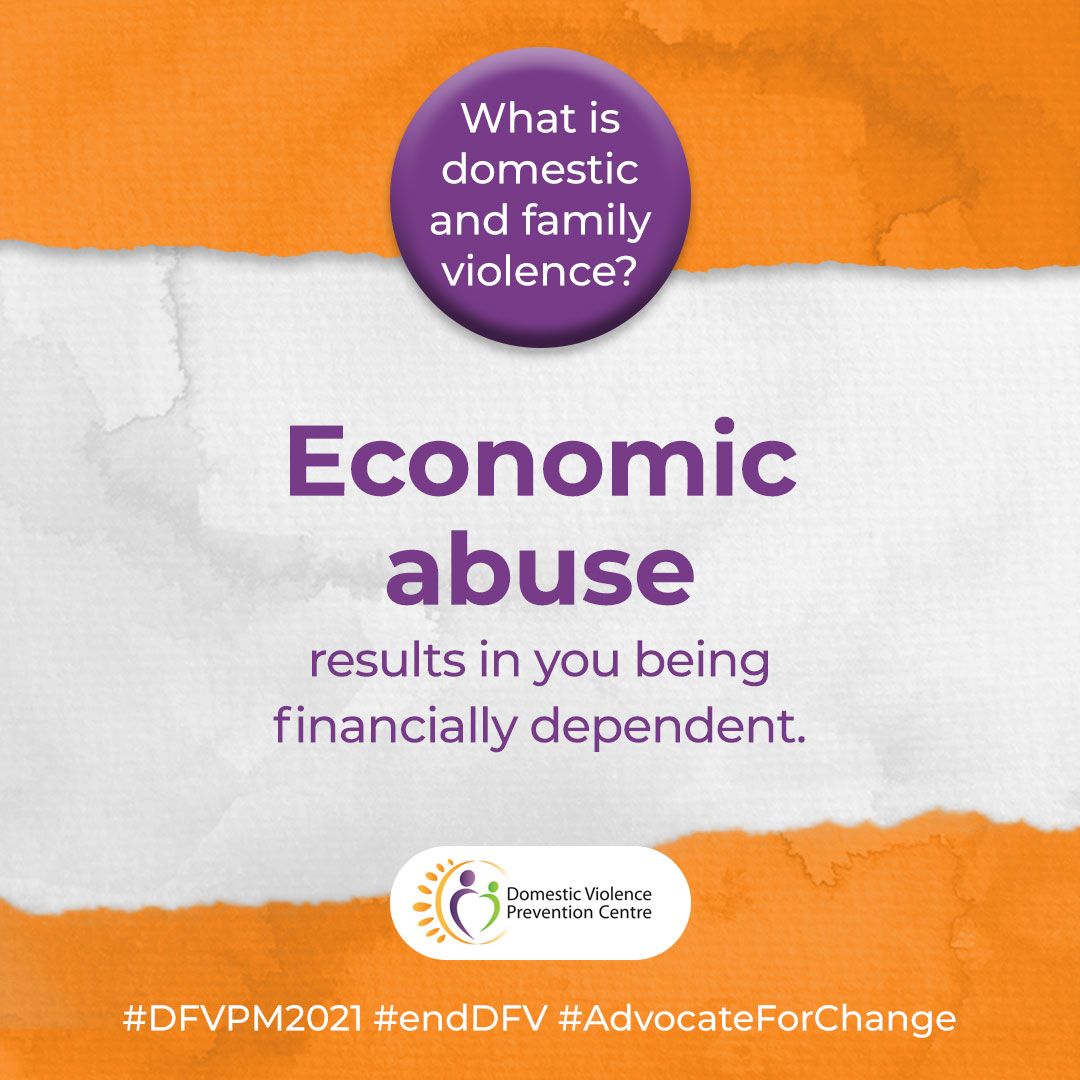 What is
domestic
and family
violence?
Economic
abuse
results in you being
financially dependent.
Domestic Violence
Prevention Centre
#DFVPM2021 #endDFV #AdvocateForChange